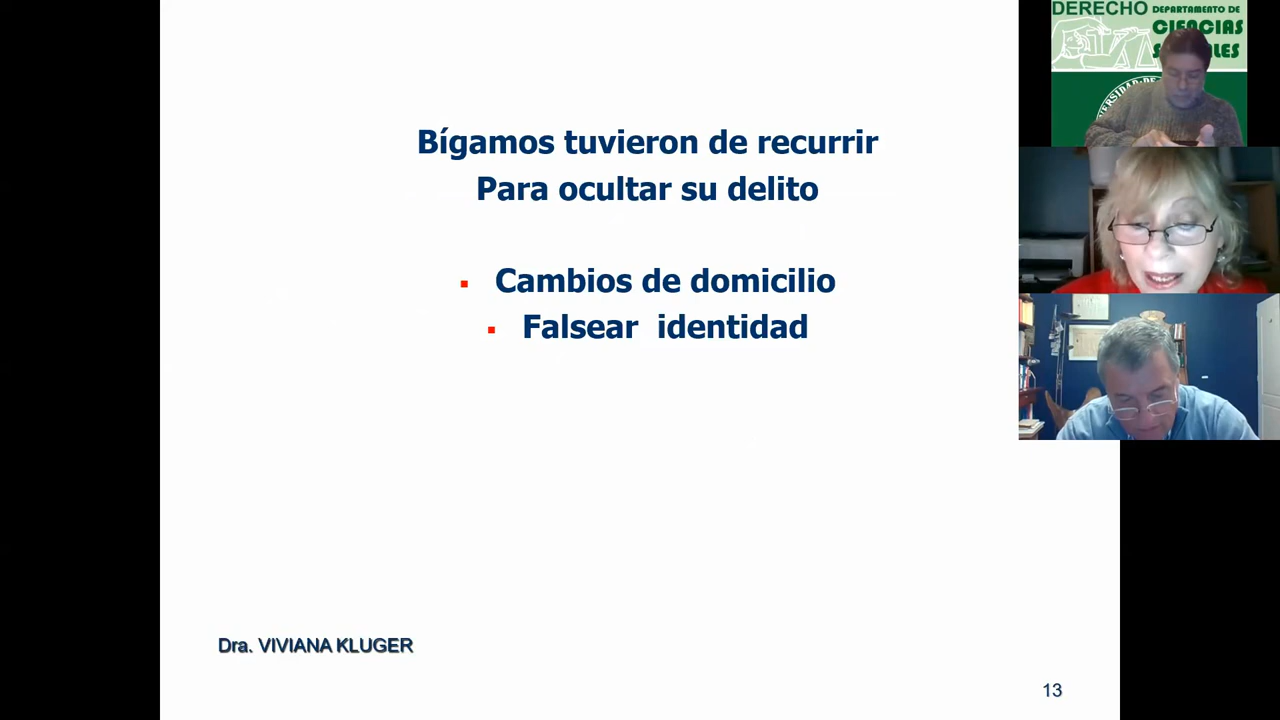 Bígamos tuvieron de recurrir
Para ocultar su delito
▪ Cambios de domicilio
▪ Falsear identidad
Dra. VIVIANA KLUGER
13
DERECHO
DEPARTAMENTO DE
CIENCIAS